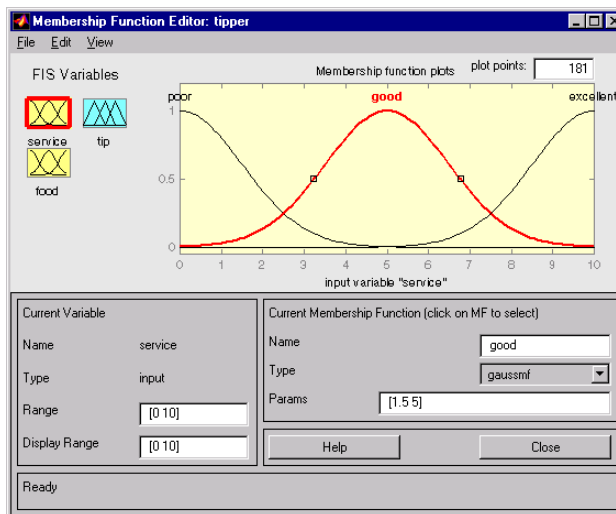 Membership Function Editor: tipper
File Edit View
FIS Variables
service
tip
food
Membership function plots
plot points: 181
poor good excellent
1
0.5
0
0 1 2 3 4 5 6 7 8 9 10
input variable "service"
Current Variable
Name service
Type input
Range [0 10]
Display Range [0 10]
Current Membership Function (click on MF to select)
Name good
Type gaussmf
Params [1.5 5]
Help Close
Ready